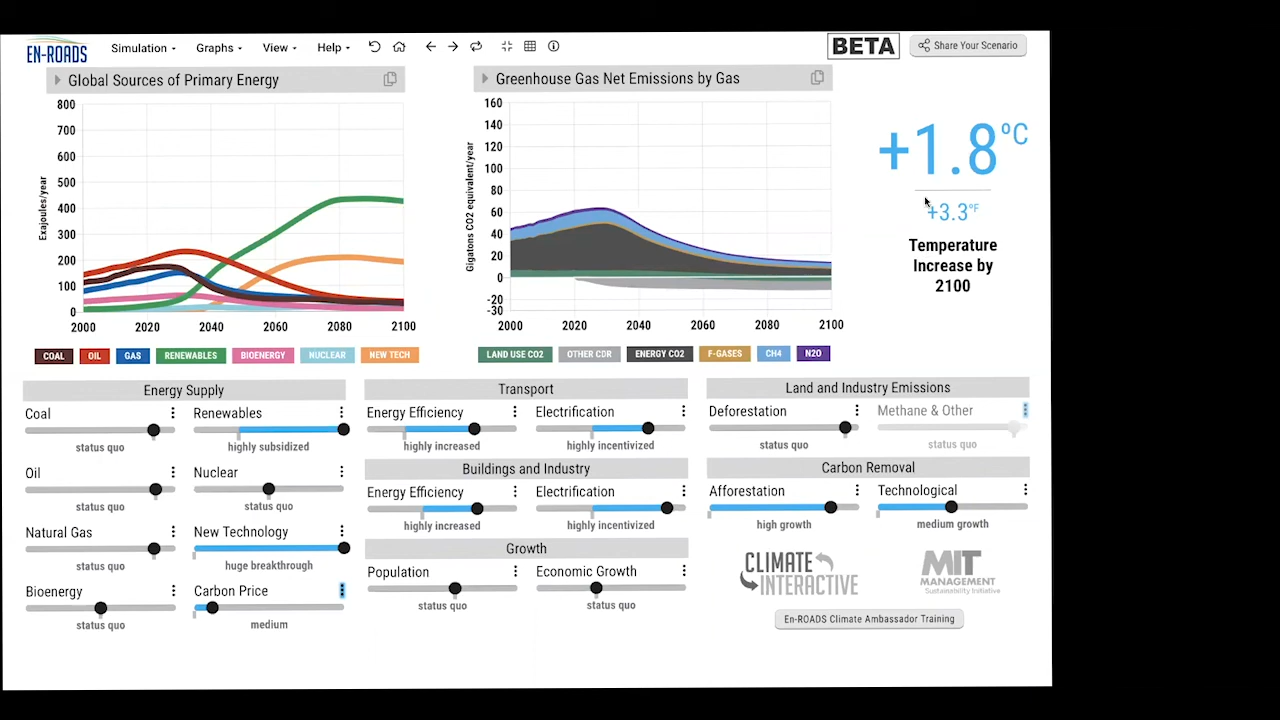 EN-ROADS
Simulation Graphs View Help
BETA
Share Your Scenario
Global Sources of Primary Energy
800
700
600
500
400
300
200
100
0
Exajoules/year
2000 2020 2040 2060 2080 2100
COAL OIL GAS RENEWABLES BIOENERGY NUCLEAR NEW TECH
Greenhouse Gas Net Emissions by Gas
160
140
120
100
80
60
40
20
0
-20
-30
Gigatons CO2 equivalent/year
2000 2020 2040 2060 2080 2100
LAND USE CO2 OTHER CDR ENERGY CO2 F-GASES CH4 N2O
+1.8ºC
+3.3ºF
Temperature
Increase by
2100
Energy Supply
Coal
status quo
Renewables
highly subsidized
Oil
status quo
Nuclear
status quo
Natural Gas
status quo
New Technology
huge breakthrough
Bioenergy
status quo
Carbon Price
medium
Transport
Energy Efficiency
highly increased
Electrification
highly incentivized
Buildings and Industry
Energy Efficiency
highly increased
Electrification
highly incentivized
Growth
Population
status quo
Economic Growth
status quo
Land and Industry Emissions
Deforestation
status quo
Methane & Other
status quo
Carbon Removal
Afforestation
high growth
Technological
medium growth
CLIMATE
INTERACTIVE
MIT
MANAGEMENT
Sustainability Initiative
En-ROADS Climate Ambassador Training